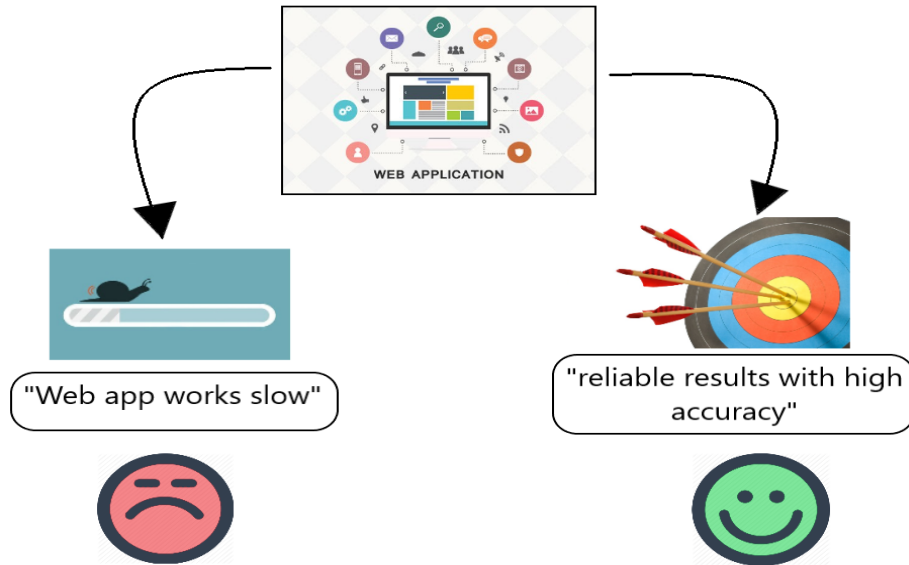 WEB APPLICATION
"Web app works slow"
"reliable results with high
accuracy"